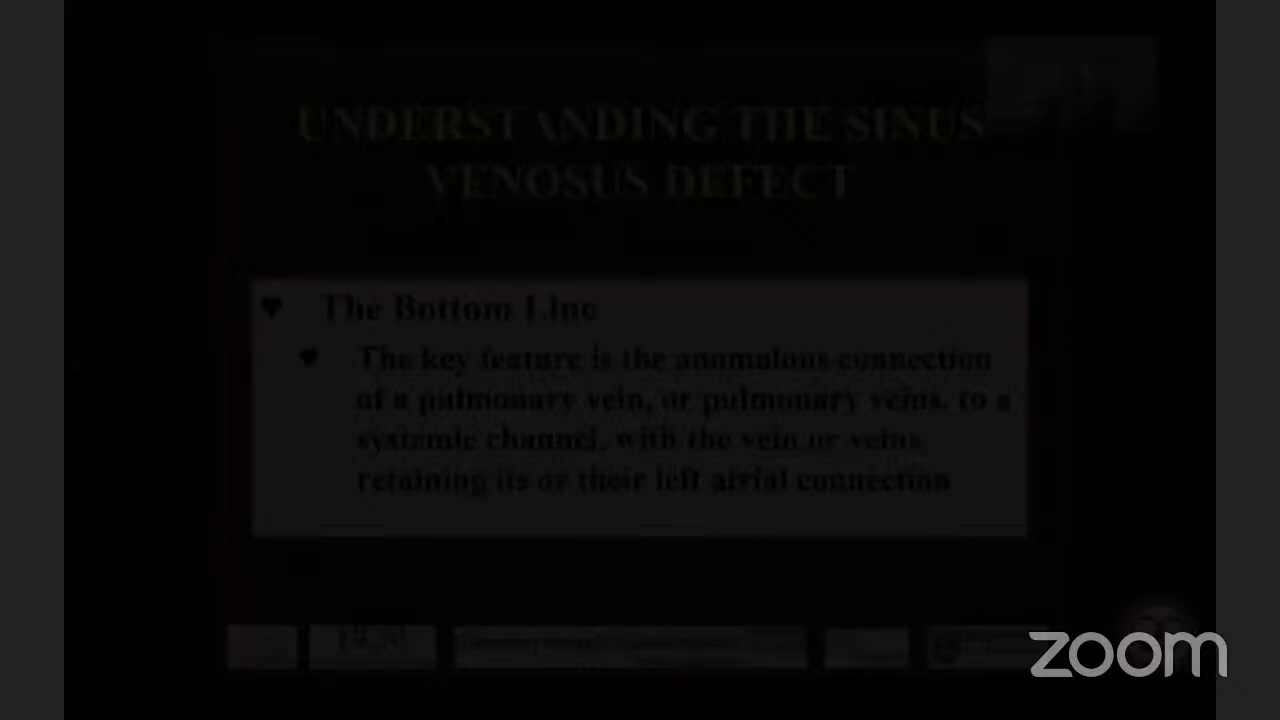 UNDERSTANDING THE SINUS
VENOSUS DEFECT
The Bottom Line
The key feature is the anumalous connection
of a pulmonary vein, or pulmonary veins, to a
systemic channel, with the vein or veins
retaining its or their left atrial connection
zoom